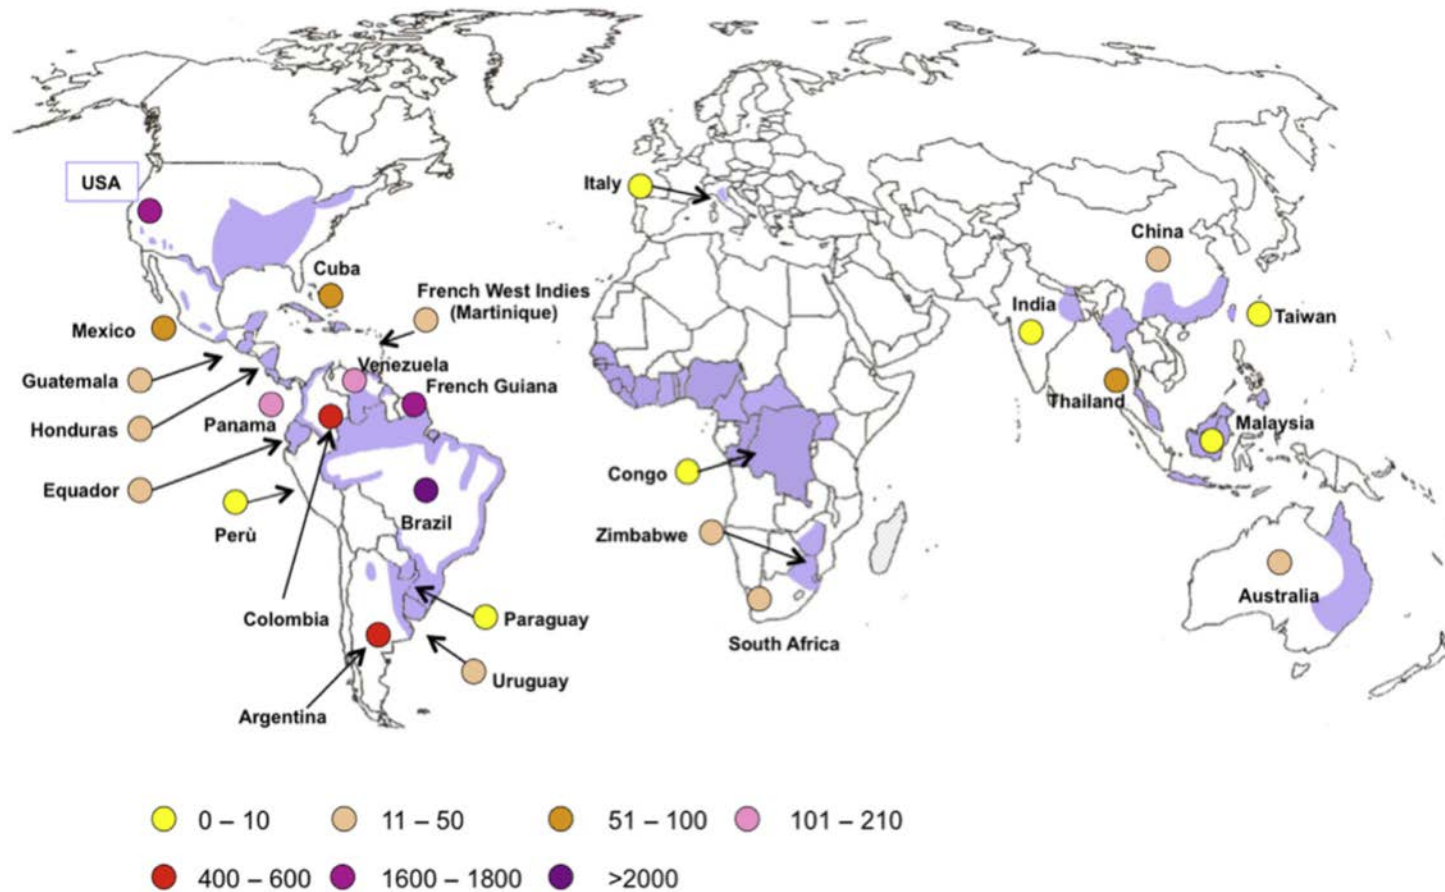 USA
Italy
China
Cuba
French West Indies
(Martinique)
India
Taiwan
Mexico
Venezuela
Guatemala
French Guiana
Thailand
Panama
Malaysia
Honduras
Congo
Equador
Brazil
Perù
Zimbabwe
Australia
Colombia
Paraguay
South Africa
Uruguay
Argentina
0 – 10 11 – 50 51 – 100 101 – 210
400 – 600 1600 – 1800 >2000